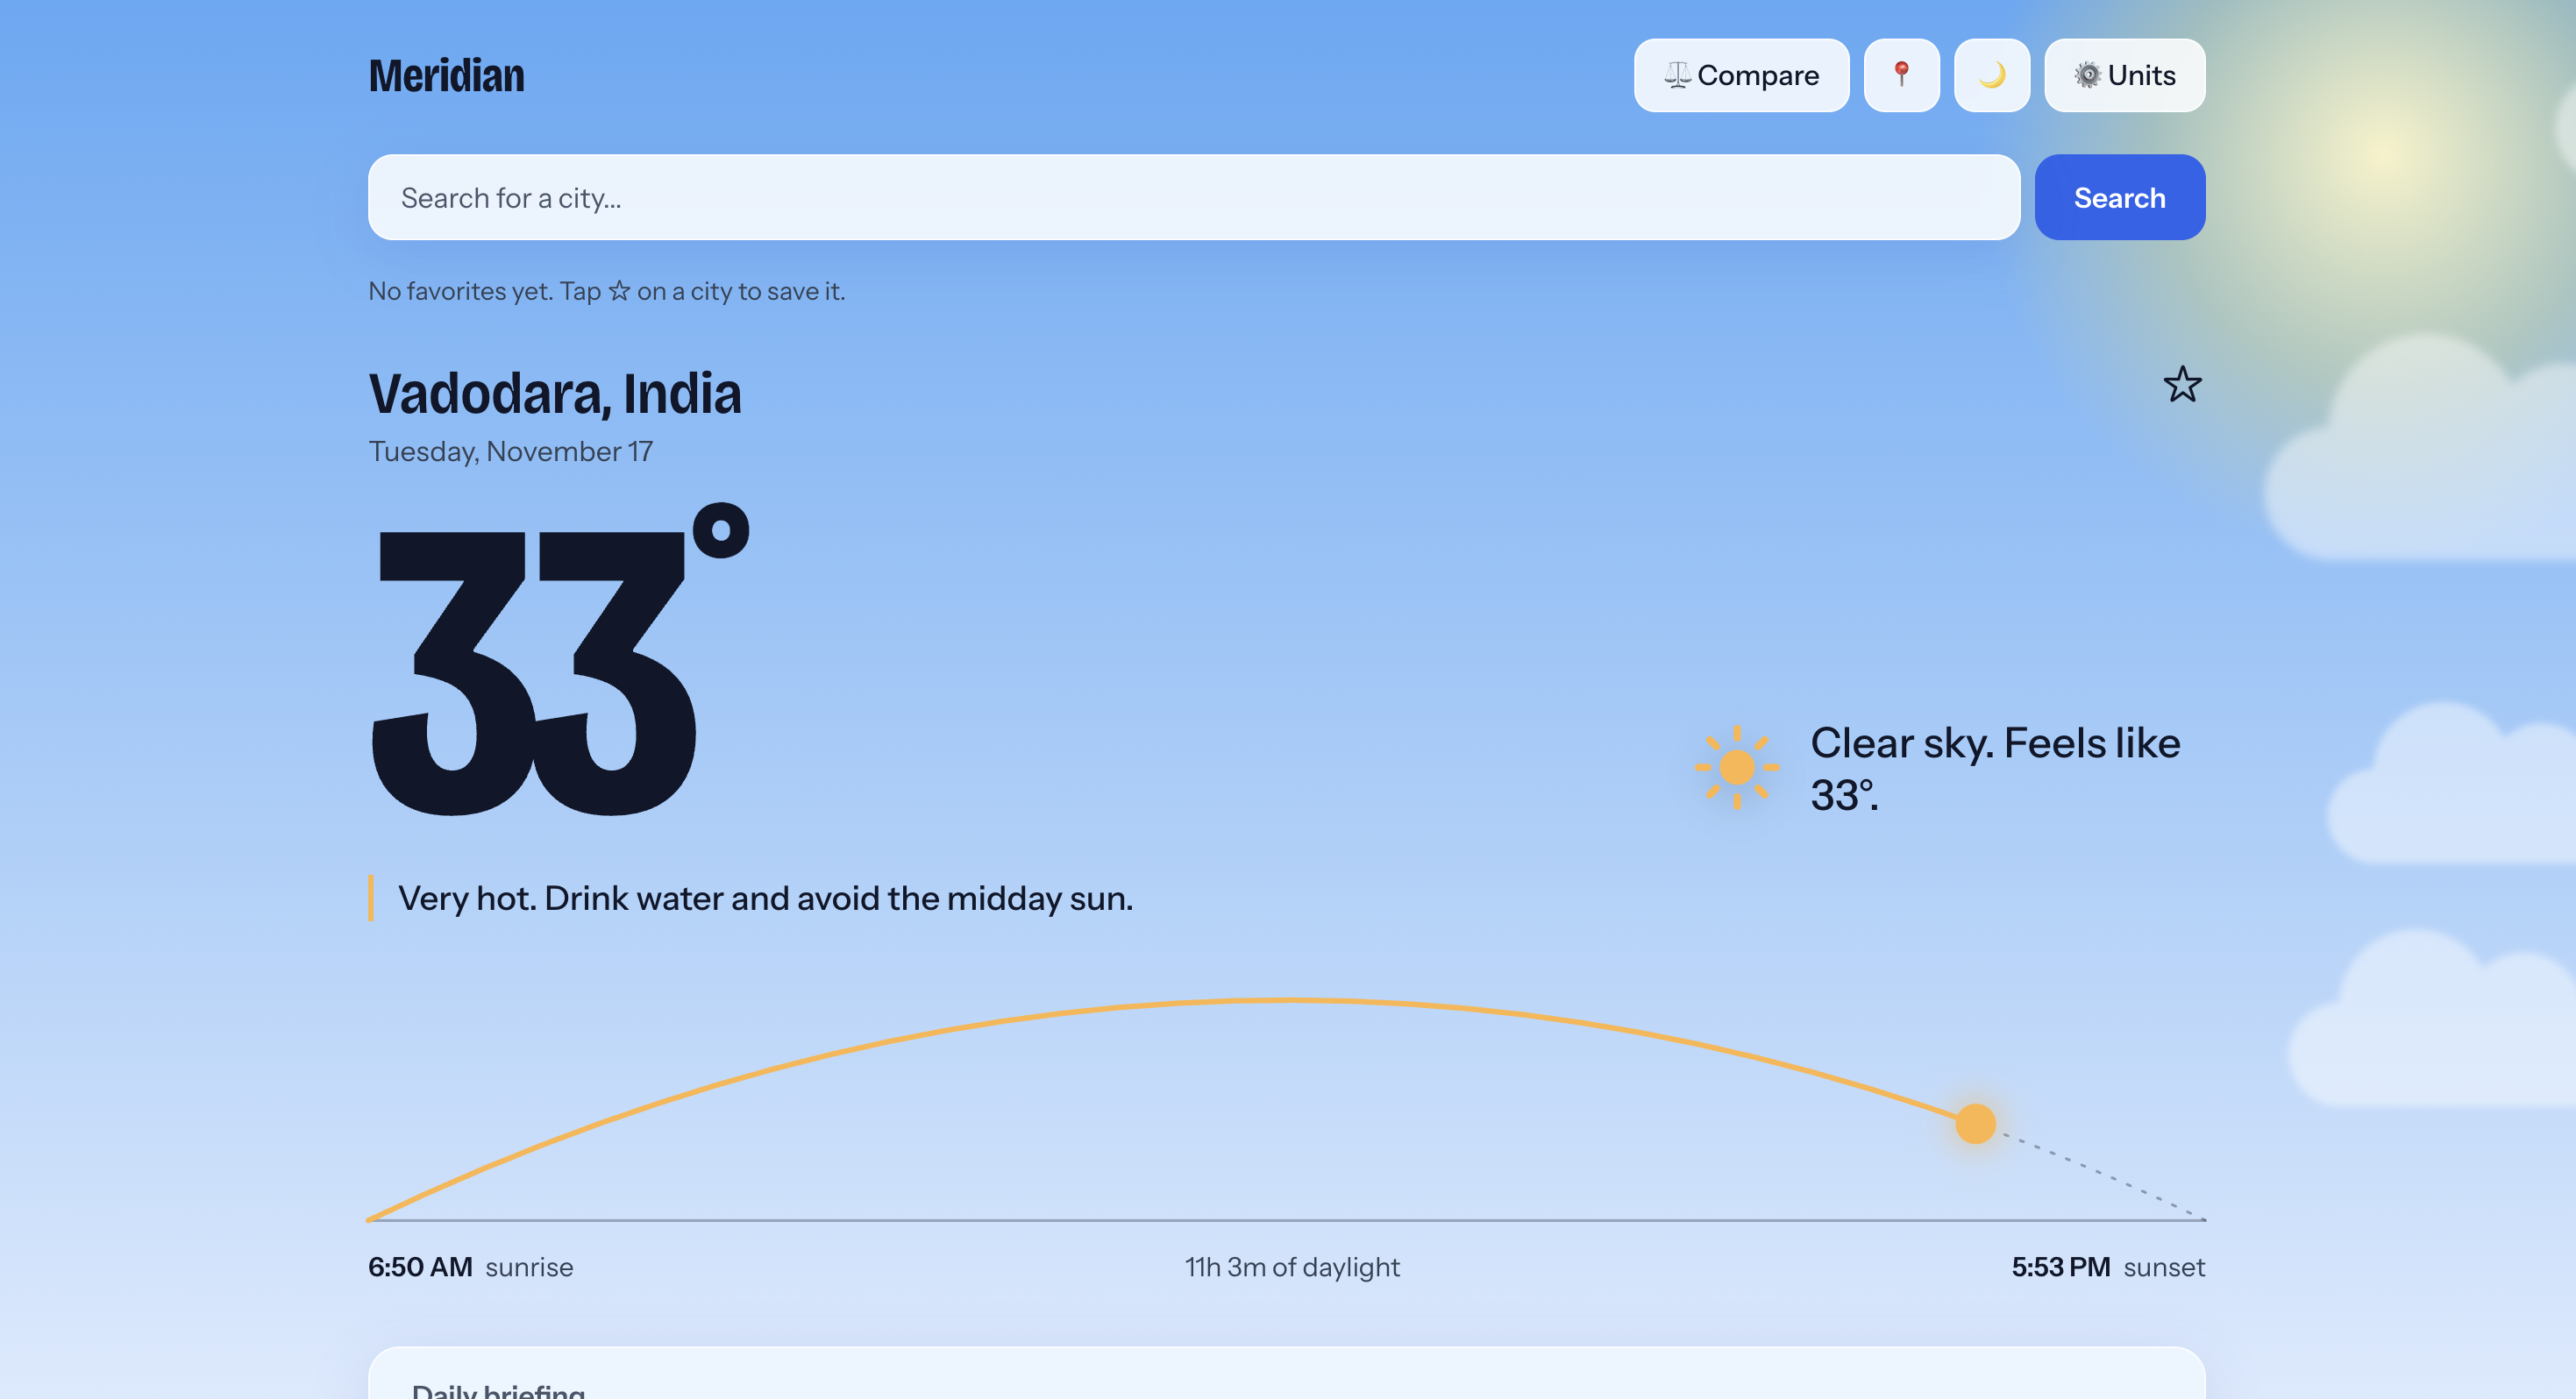 Meridian
Compare
Units
Search for a city...
Search
No favorites yet. Tap ☆ on a city to save it.
Vadodara, India
Tuesday, November 17
33°
Clear sky. Feels like
33°.
Very hot. Drink water and avoid the midday sun.
6:50 AM sunrise
11h 3m of daylight
5:53 PM sunset
Daily briefing